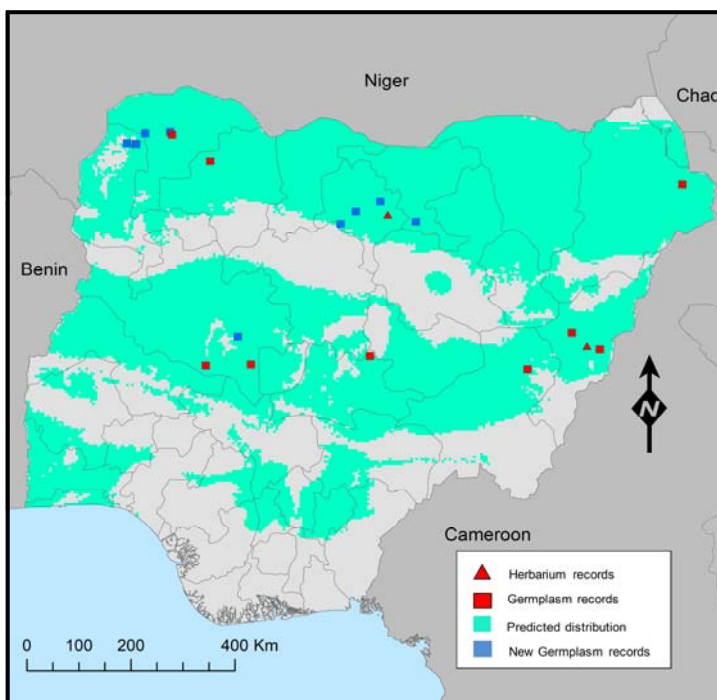 Niger
Chad
Benin
N
Cameroon
Herbarium records
Germplasm records
Predicted distribution
New Germplasm records
0 100 200 400 Km